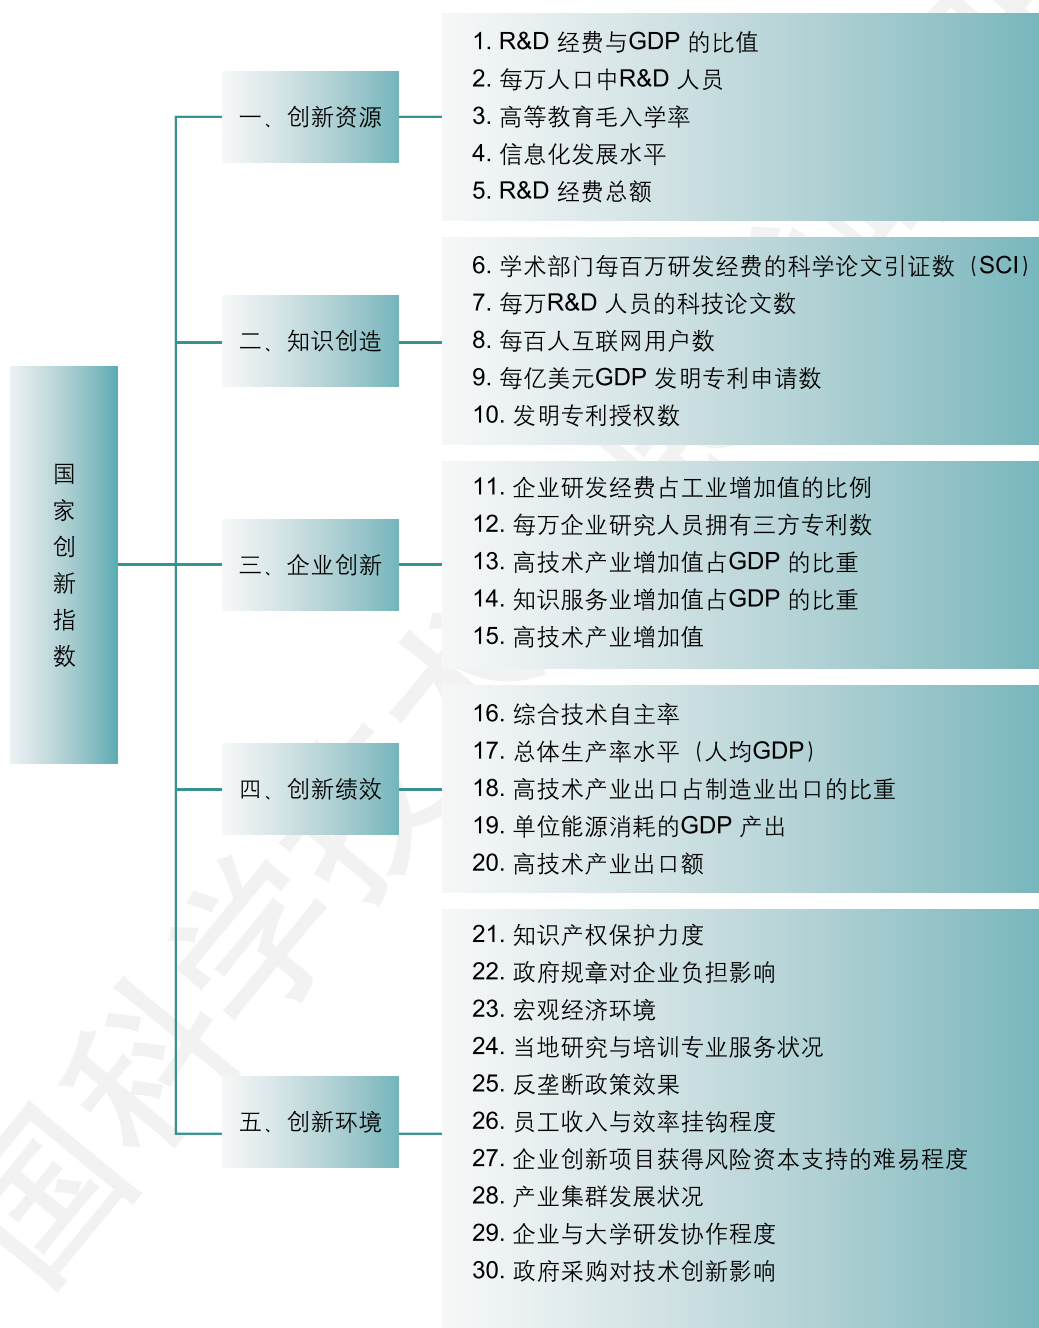 国家创新指数
一、创新资源
1. R&D 经费与GDP 的比值
2. 每万人口中R&D 人员
3. 高等教育毛入学率
4. 信息化发展水平
5. R&D 经费总额
二、知识创造
6. 学术部门每百万研发经费的科学论文引证数（SCI）
7. 每万R&D 人员的科技论文数
8. 每百人互联网用户数
9. 每亿美元GDP 发明专利申请数
10. 发明专利授权数
三、企业创新
11. 企业研发经费占工业增加值的比例
12. 每万企业研究人员拥有三方专利数
13. 高技术产业增加值占GDP 的比重
14. 知识服务业增加值占GDP 的比重
15. 高技术产业增加值
四、创新绩效
16. 综合技术自主率
17. 总体生产率水平（人均GDP）
18. 高技术产业出口占制造业出口的比重
19. 单位能源消耗的GDP 产出
20. 高技术产业出口额
五、创新环境
21. 知识产权保护力度
22. 政府规章对企业负担影响
23. 宏观经济环境
24. 当地研究与培训专业服务状况
25. 反垄断政策效果
26. 员工收入与效率挂钩程度
27. 企业创新项目获得风险资本支持的难易程度
28. 产业集群发展状况
29. 企业与大学研发协作程度
30. 政府采购对技术创新影响
国科学技术